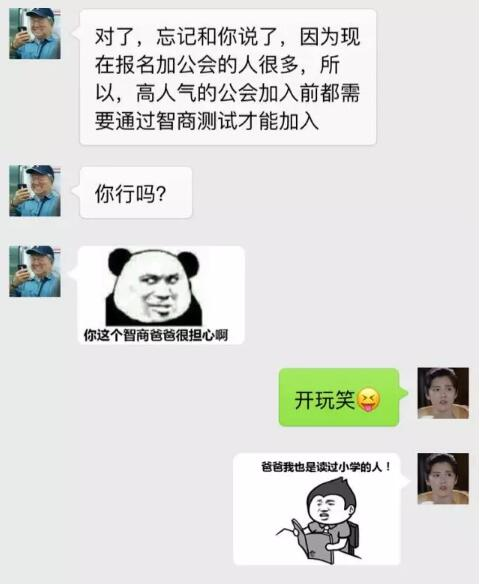 对了，忘记和你说了，因为现
在报名加公会的人很多，所
以，高人气的公会加入前都需
要通过智商测试才能加入
你行吗？
你这个智商爸爸很担心啊
开玩笑😝
爸爸我也是读过小学的人！